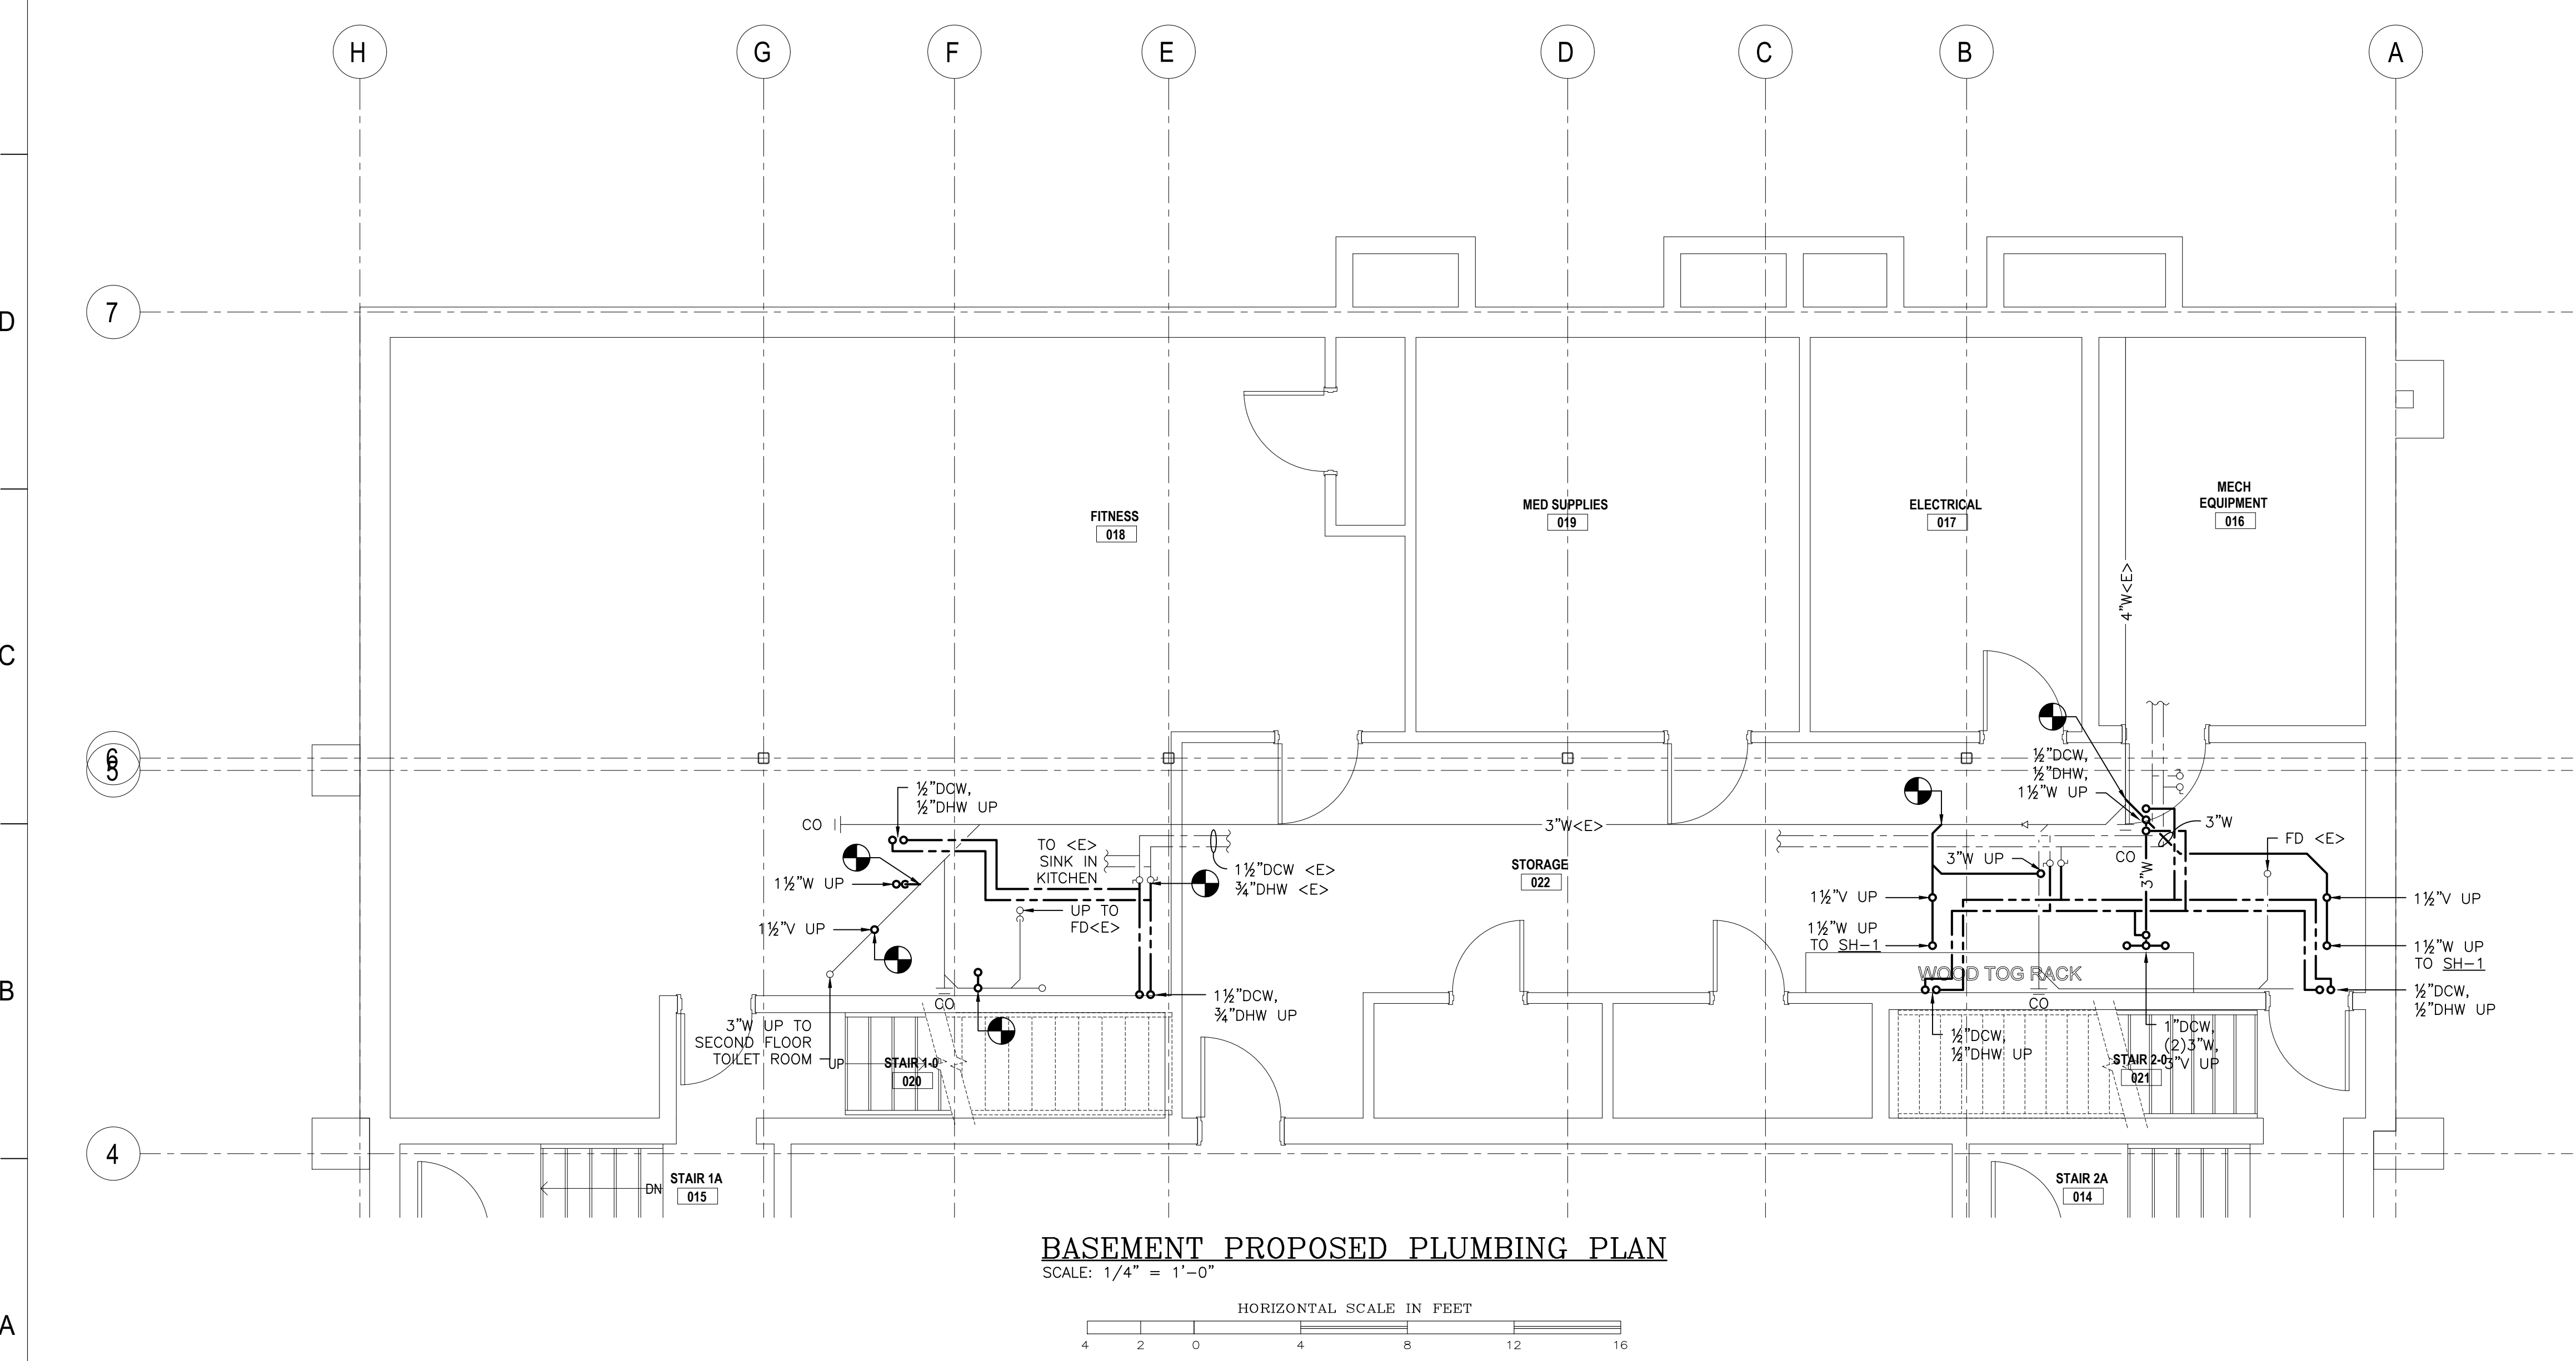 H
G
F
E
D
C
B
A
7
D
FITNESS
018
MED SUPPLIES
019
ELECTRICAL
017
MECH
EQUIPMENT
016
4"W<E>
C
6
5
½"DCW,
½"DHW UP
CO
1½"W UP
1½"V UP
TO <E>
SINK IN
KITCHEN
UP TO
FD<E>
1½"DCW <E>
¾"DHW <E>
3"W<E>
STORAGE
022
½"DCW,
½"DHW,
1½"W UP
3"W
CO
3"W
FD <E>
3"W UP
1½"V UP
1½"W UP
TO SH-1
1½"V UP
1½"W UP
TO SH-1
WOOD TOG RACK
B
CO
CO
1½"DCW,
¾"DHW UP
½"DCW,
½"DHW UP
3"W UP TO
SECOND FLOOR
TOILET ROOM
UP
STAIR 1-0
020
½"DCW,
½"DHW UP
1"DCW,
(2)3"W,
3"V UP
STAIR 2-0
021
4
DN
STAIR 1A
015
STAIR 2A
014
BASEMENT PROPOSED PLUMBING PLAN
SCALE: 1/4" = 1'-0"
HORIZONTAL SCALE IN FEET
4 2 0 4 8 12 16
A